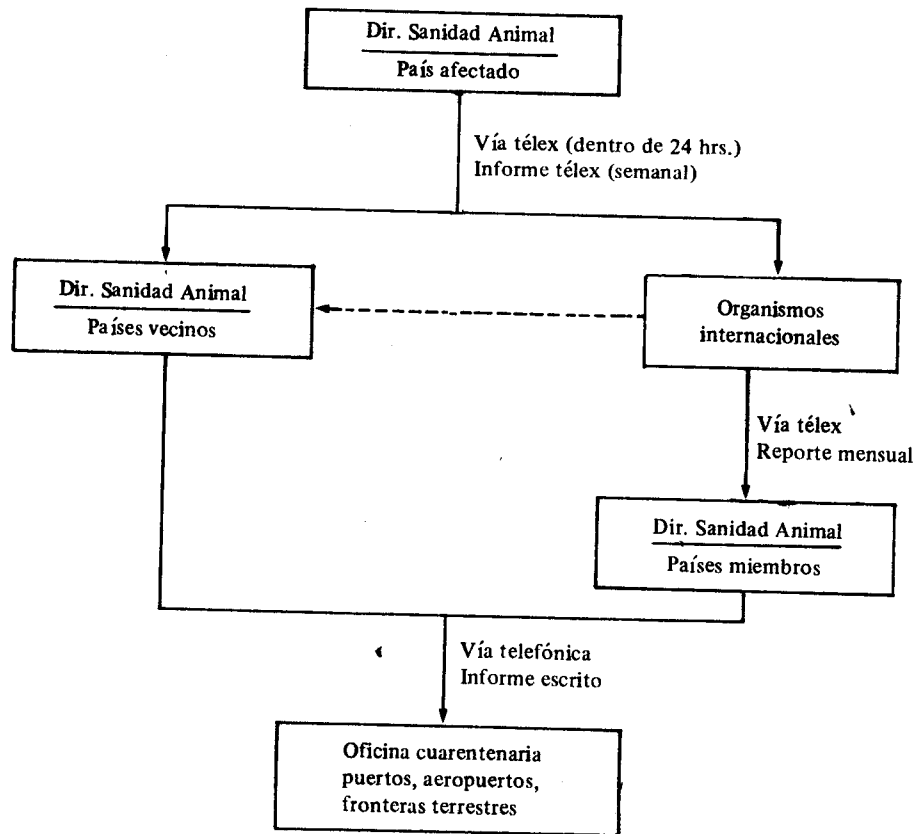 Dir. Sanidad Animal
País afectado
Vía télex (dentro de 24 hrs.)
Informe télex (semanal)
Dir. Sanidad Animal
Países vecinos
Organismos
internacionales
Vía télex
Reporte mensual
Dir. Sanidad Animal
Países miembros
Vía telefónica
Informe escrito
Oficina cuarentenaria
puertos, aeropuertos,
fronteras terrestres